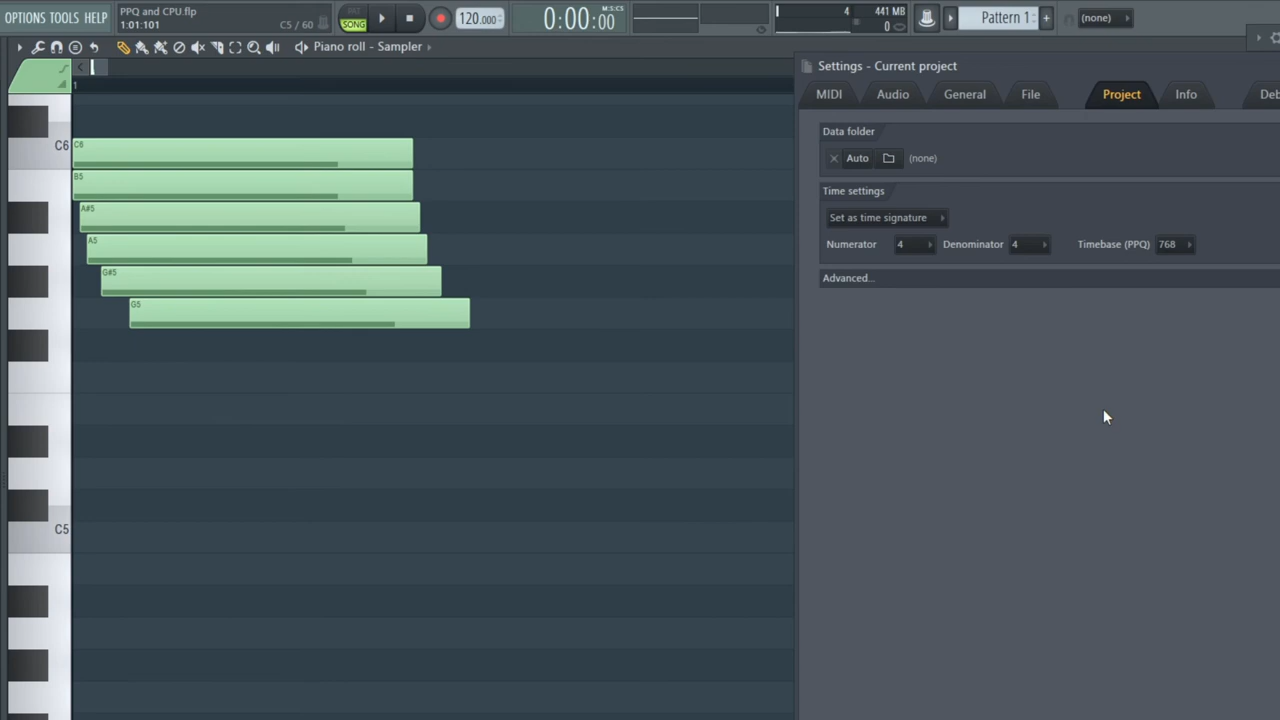 OPTIONS TOOLS HELP
PPQ and CPU.flp
1:01:101
C5 / 60
PAT
SONG
120.000
0:00:00
M:S:CS
4
441 MB
0
Pattern 1
+
(none)
Piano roll - Sampler
1
C6
C5
C6
B5
A#5
A5
G#5
G5
Settings - Current project
MIDI
Audio
General
File
Project
Info
Deb
Data folder
Auto
(none)
Time settings
Set as time signature
Numerator
4
Denominator
4
Timebase (PPQ)
768
Advanced...